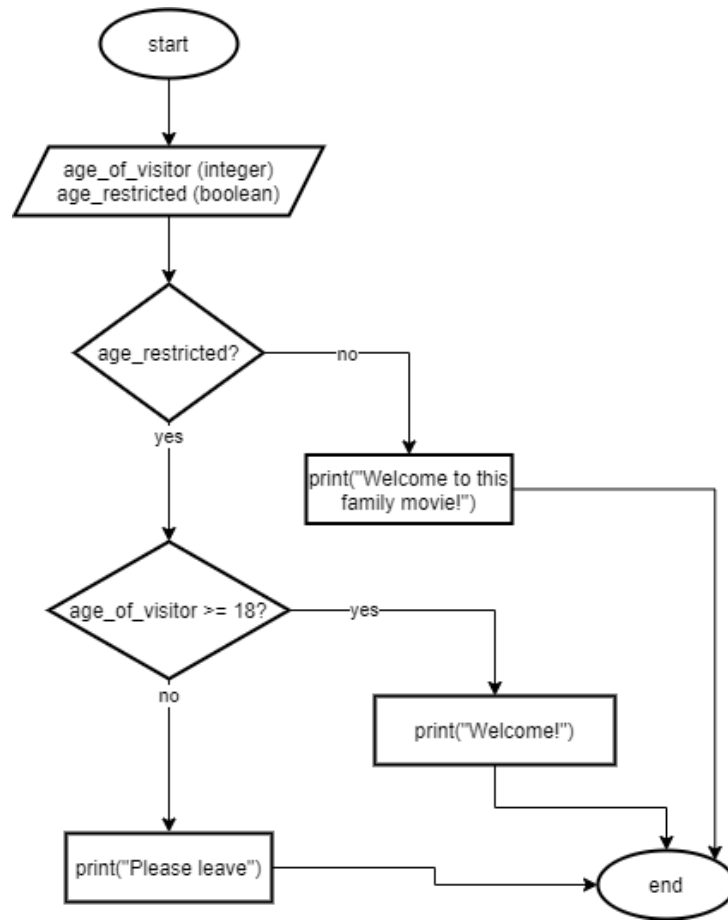 start
age_of_visitor (integer)
age_restricted (boolean)
age_restricted?
no
yes
print("Welcome to this
family movie!")
age_of_visitor >= 18?
yes
no
print("Welcome!")
print("Please leave")
end